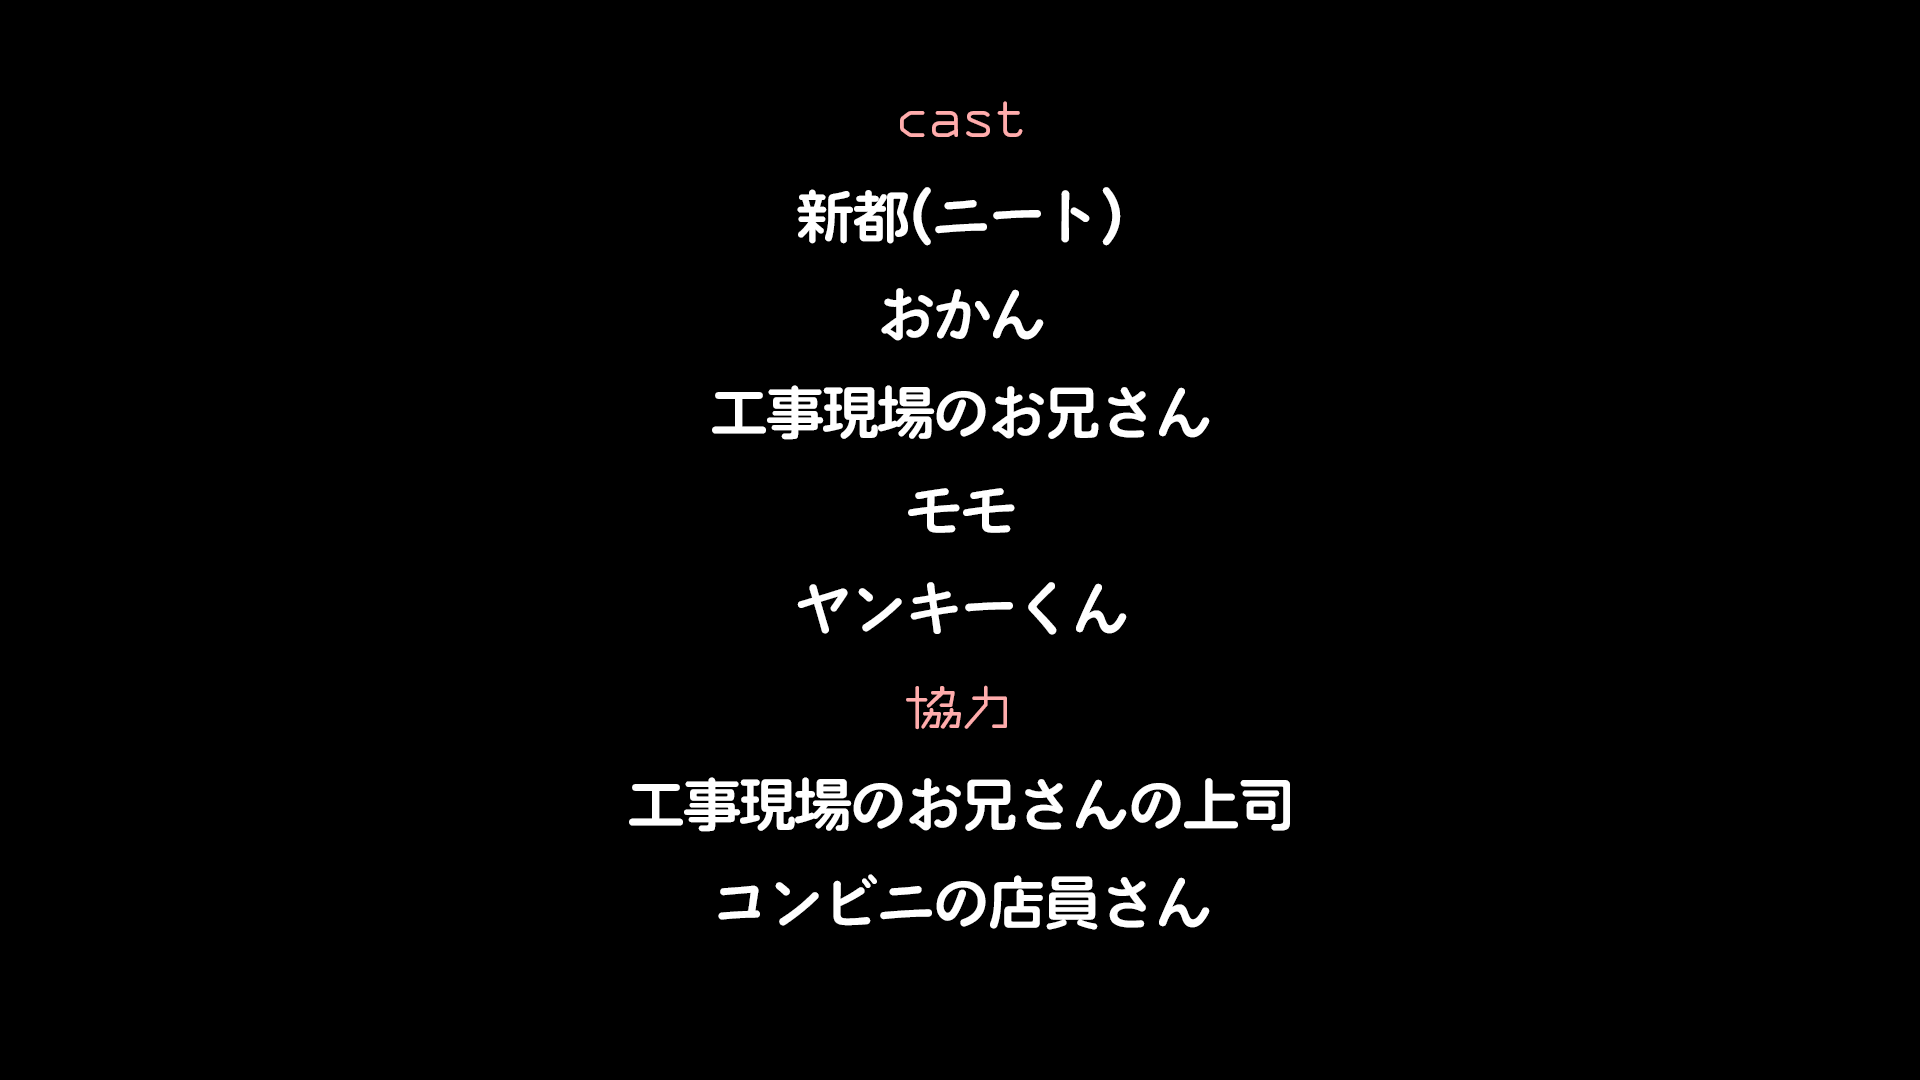 cast
新都(ニート)
おかん
工事現場のお兄さん
モモ
ヤンキーくん
協力
工事現場のお兄さんの上司
コンビニの店員さん